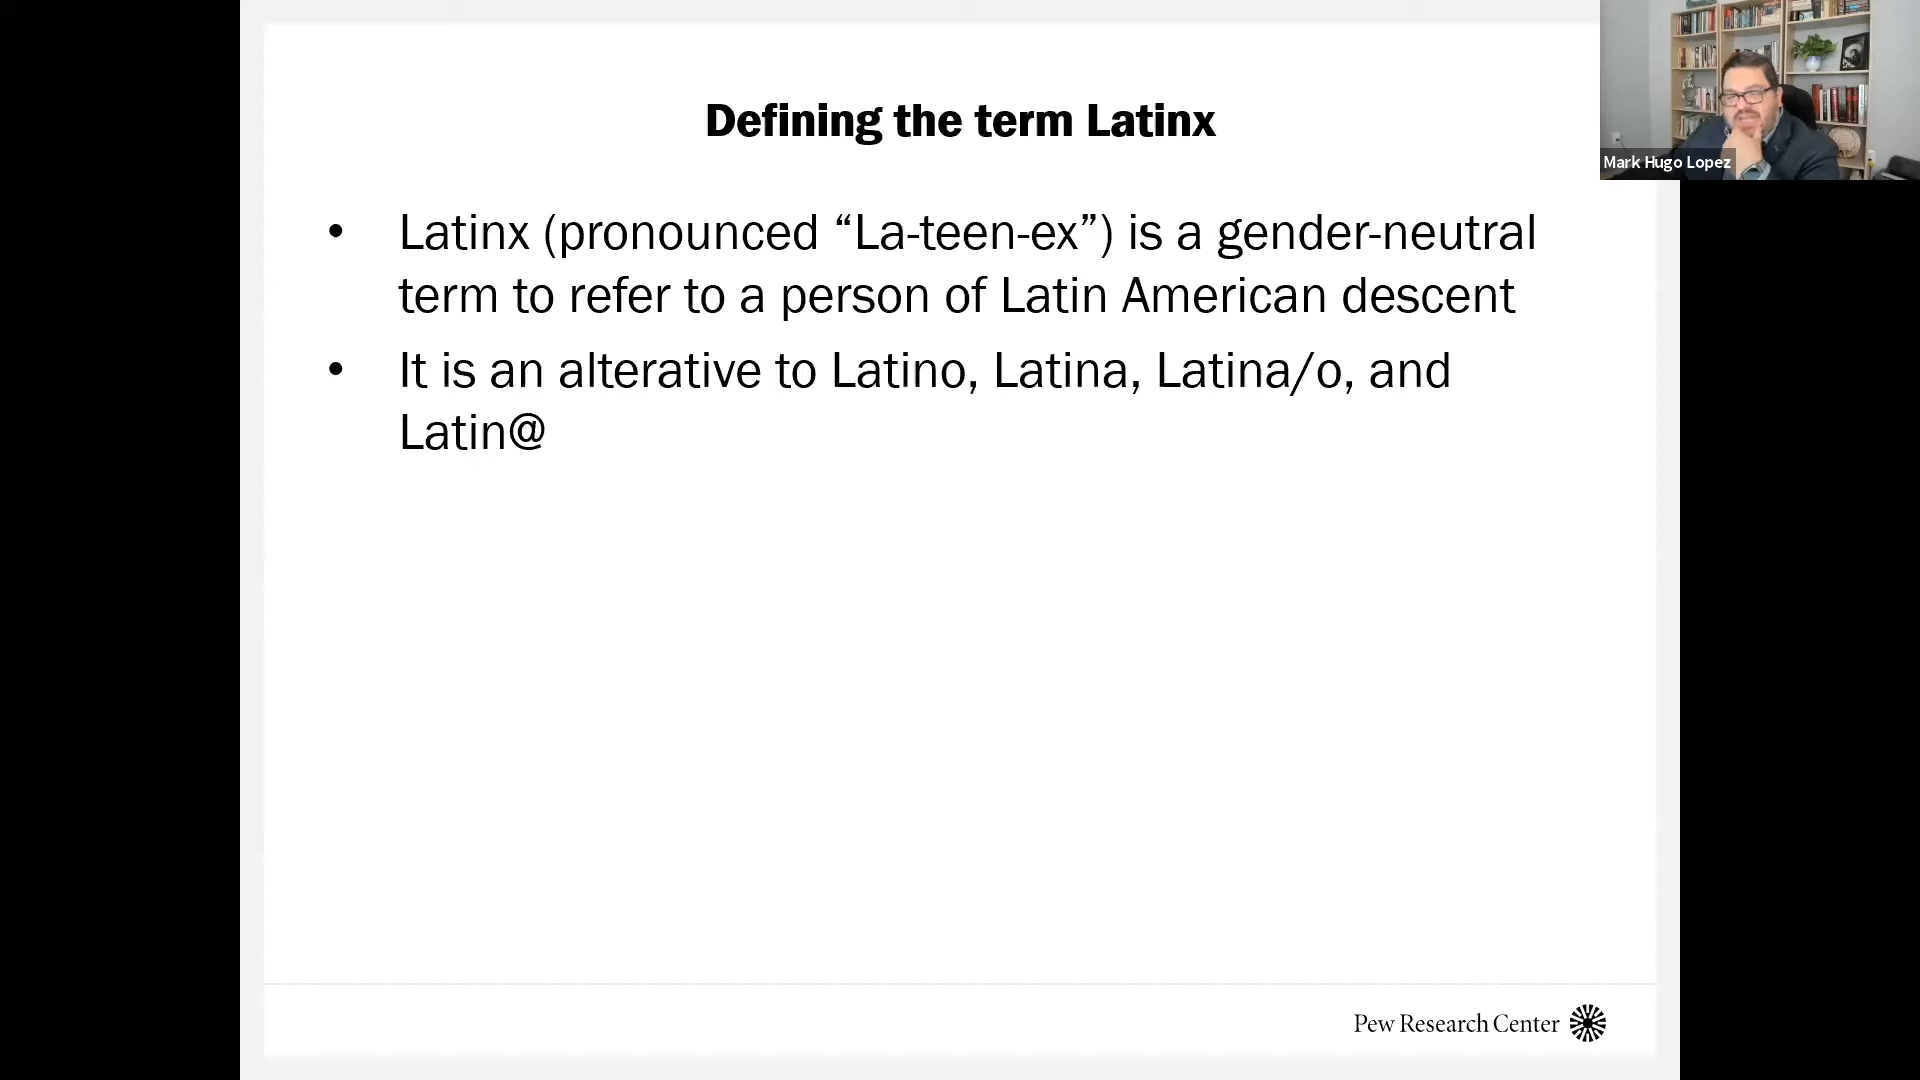 Defining the term Latinx
Mark Hugo Lopez
• Latinx (pronounced “La-teen-ex”) is a gender-neutral
term to refer to a person of Latin American descent
• It is an alterative to Latino, Latina, Latina/o, and
Latin@
Pew Research Center